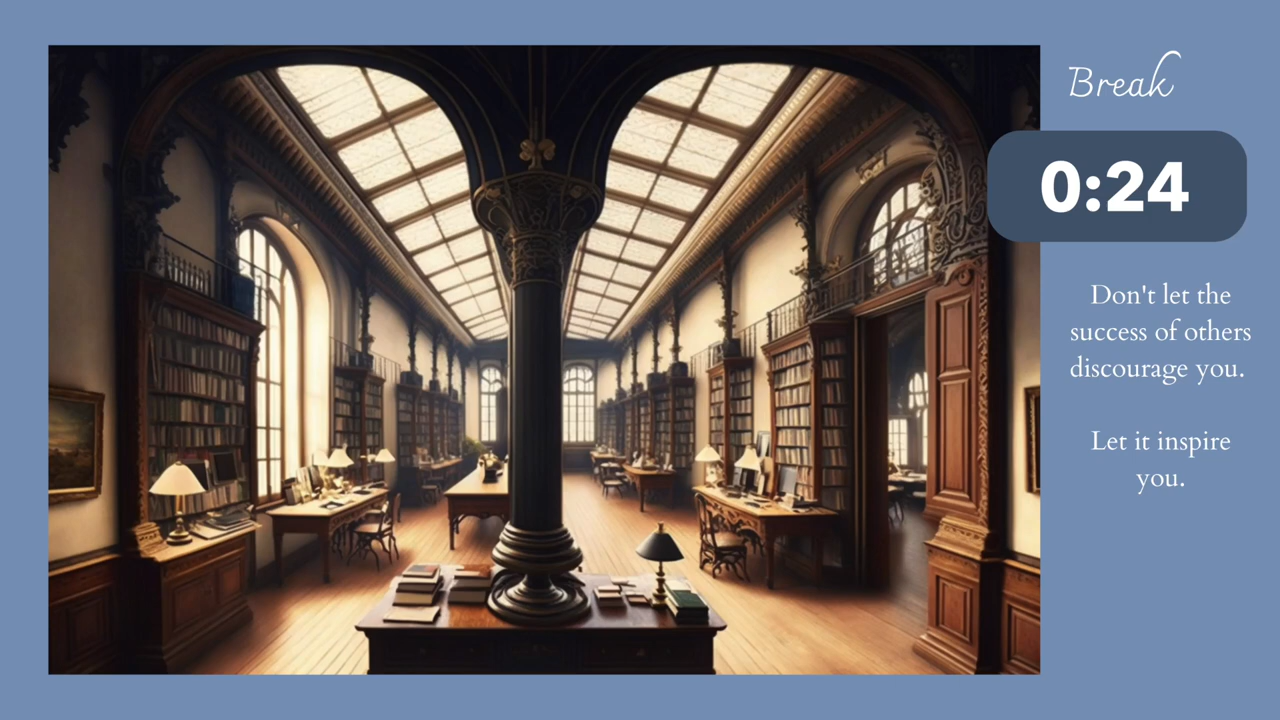 Break
0:24
Don't let the
success of others
discourage you.
Let it inspire
you.